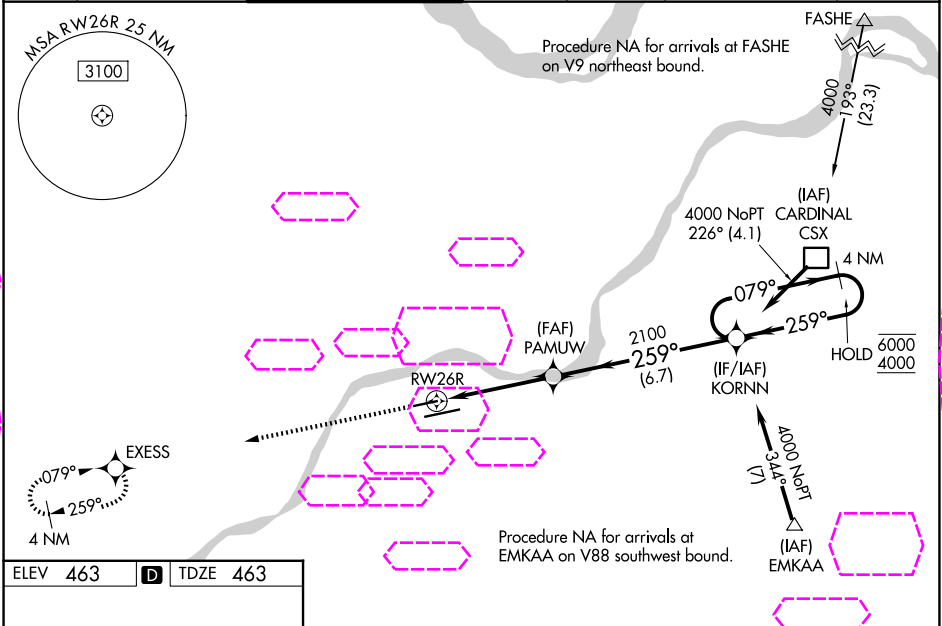 MSA RW26R 25 NM
3100
Procedure NA for arrivals at FASHE
on V9 northeast bound.
FASHE
4000
193°
(23.3)
(IAF)
CARDINAL
CSX
4000 NoPT
226° (4.1)
4 NM
079°
259°
HOLD
6000
4000
(IF/IAF)
KORNN
2100
259°
(6.7)
(FAF)
PAMUW
RW26R
EXESS
079°
259°
4 NM
4000 NoPT
344°
(7)
(IAF)
EMKAA
Procedure NA for arrivals at
EMKAA on V88 southwest bound.
ELEV 463 D TDZE 463